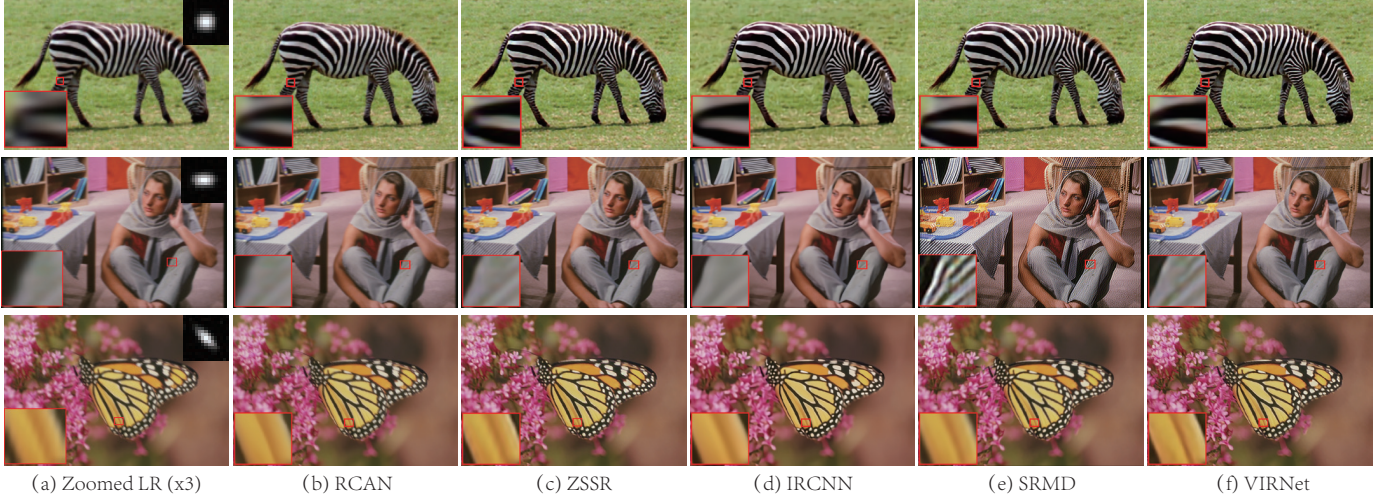 (a) Zoomed LR (x3)
(b) RCAN
(c) ZSSR
(d) IRCNN
(e) SRMD
(f) VIRNet